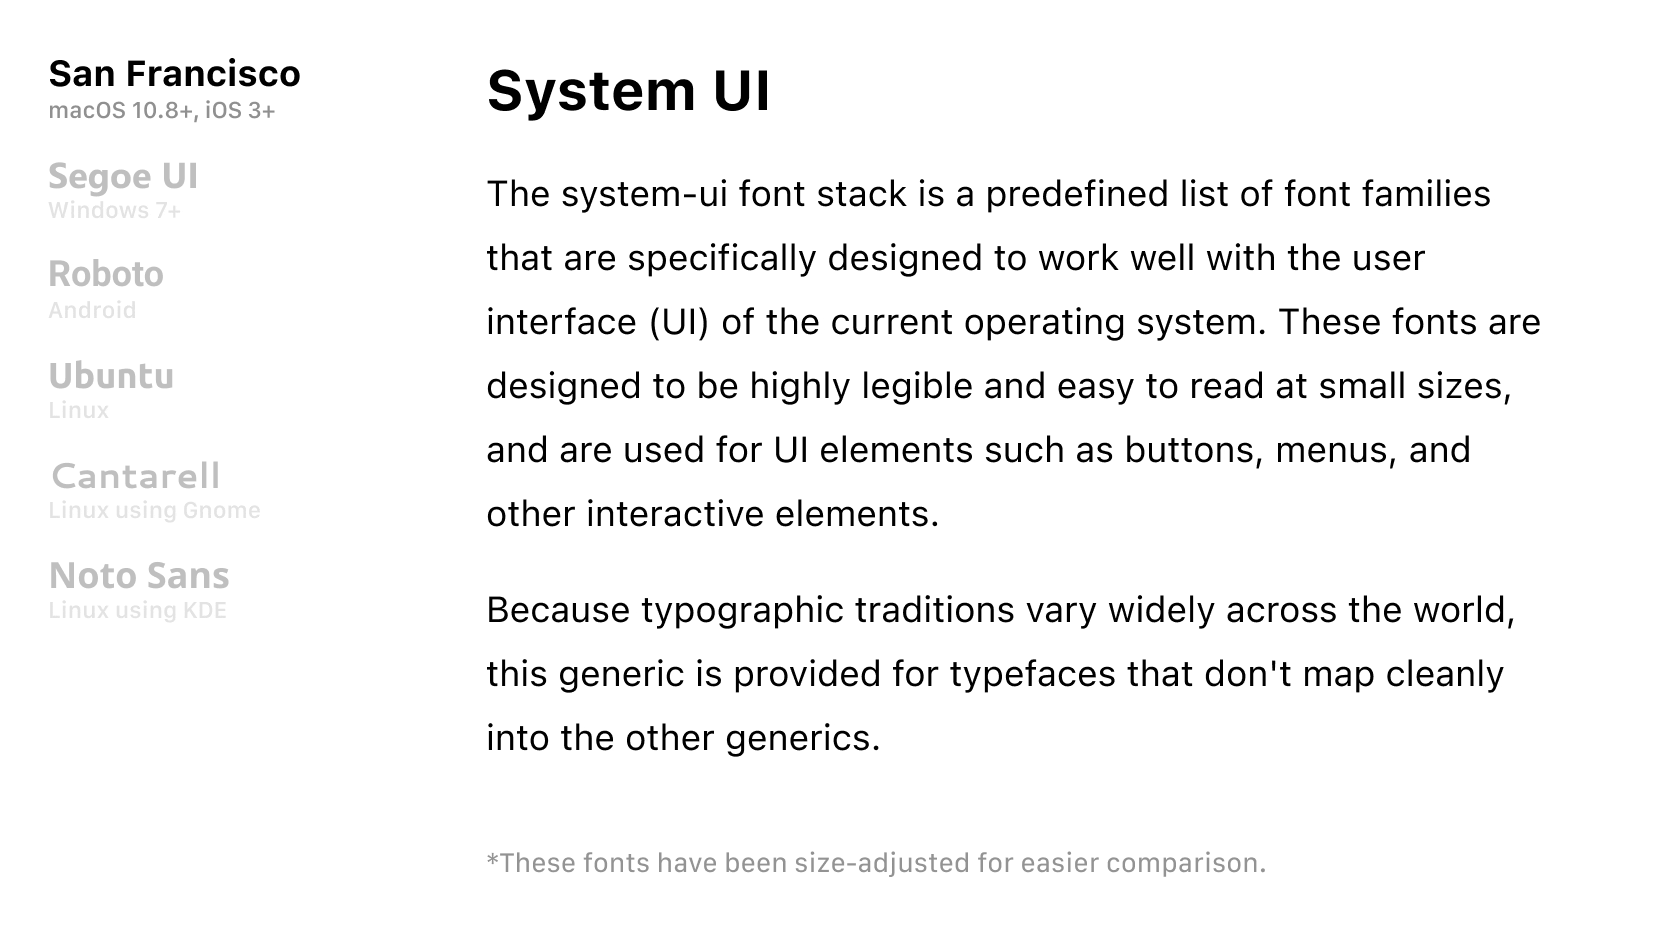 San Francisco
macOS 10.8+, iOS 3+
Segoe UI
Windows 7+
Roboto
Android
Ubuntu
Linux
Cantarell
Linux using Gnome
Noto Sans
Linux using KDE
System UI
The system-ui font stack is a predefined list of font families
that are specifically designed to work well with the user
interface (UI) of the current operating system. These fonts are
designed to be highly legible and easy to read at small sizes,
and are used for UI elements such as buttons, menus, and
other interactive elements.
Because typographic traditions vary widely across the world,
this generic is provided for typefaces that don't map cleanly
into the other generics.
*These fonts have been size-adjusted for easier comparison.